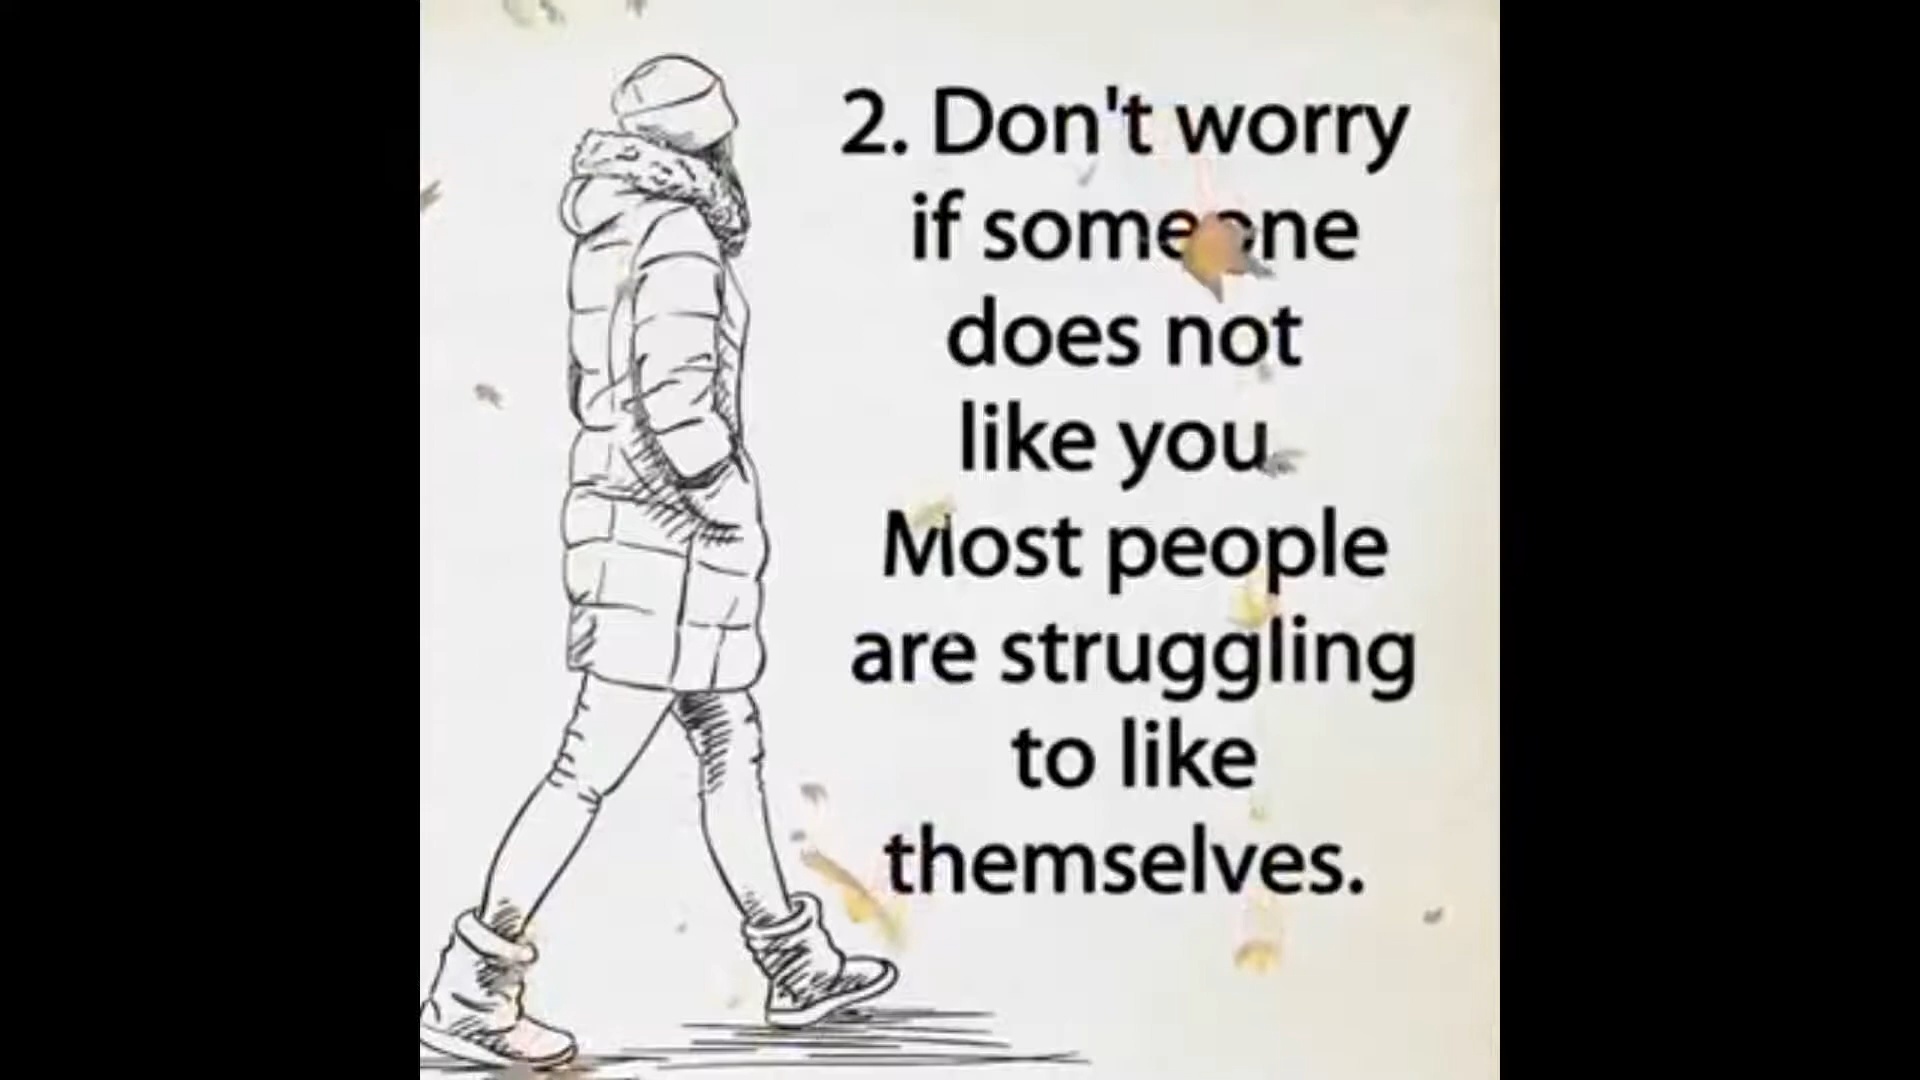 2. Don't worry
if someone
does not
like you
Most people
are struggling
to like
themselves.